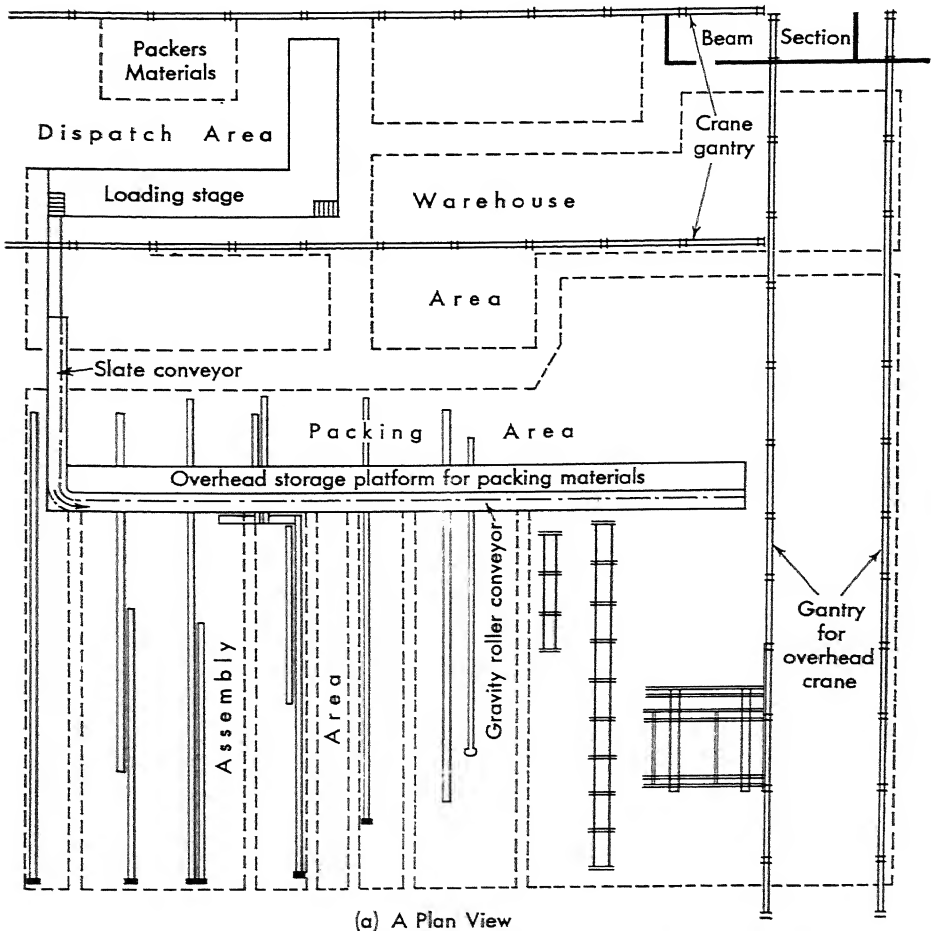 Packers
Materials
Beam
Section
Dispatch Area
Crane
gantry
Loading stage
Warehouse
Area
Slate conveyor
Packing Area
Overhead storage platform for packing materials
Gravity roller conveyor
Assembly
Area
Gantry
for
overhead
crane
(a) A Plan View